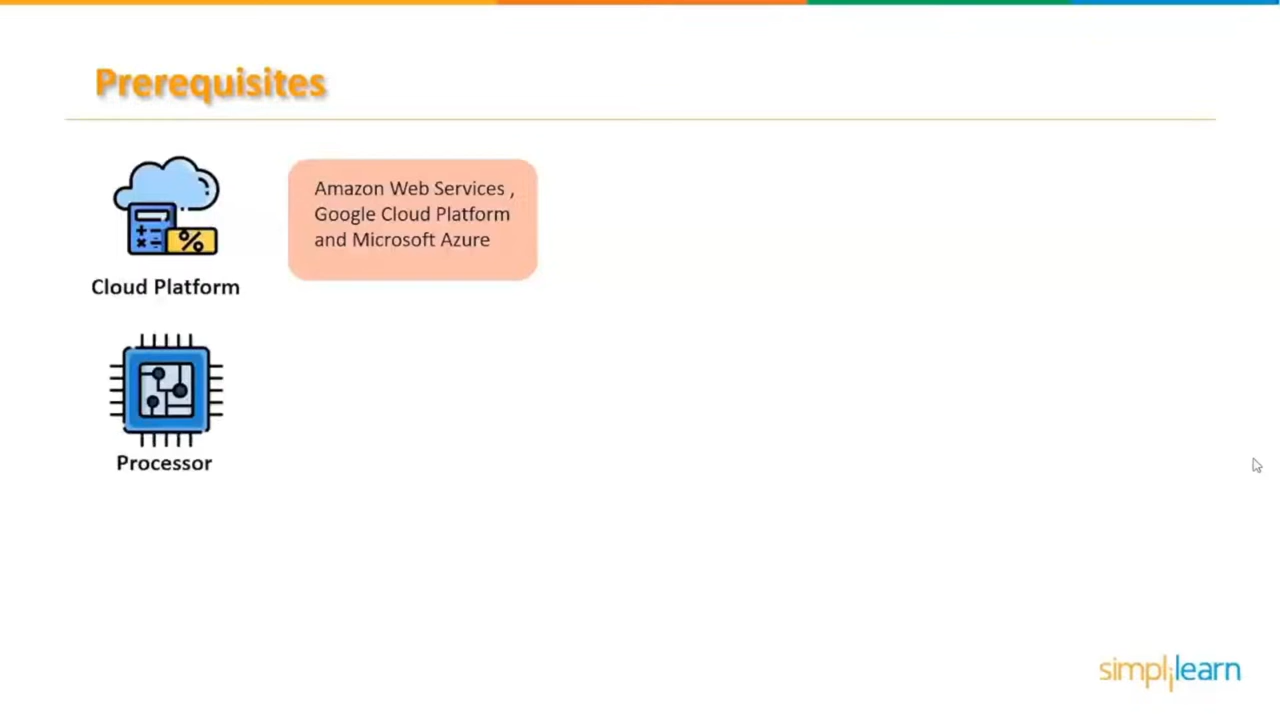 Prerequisites
Amazon Web Services ,
Google Cloud Platform
and Microsoft Azure
Cloud Platform
Processor
simplilearn